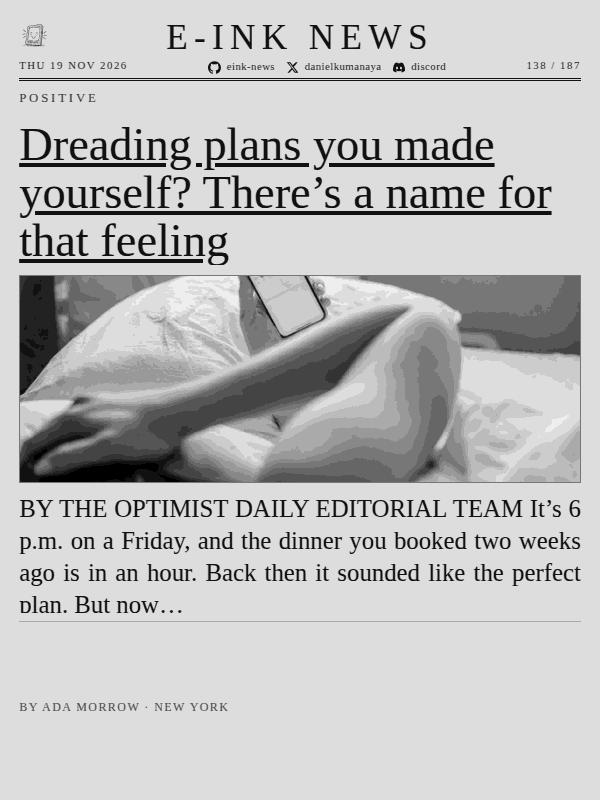 E-INK NEWS
THU 19 NOV 2026
eink-news danielkumanaya discord
138 / 187
POSITIVE
Dreading plans you made
yourself? There’s a name for
that feeling
BY THE OPTIMIST DAILY EDITORIAL TEAM It’s 6
p.m. on a Friday, and the dinner you booked two weeks
ago is in an hour. Back then it sounded like the perfect
plan. But now…
BY ADA MORROW · NEW YORK